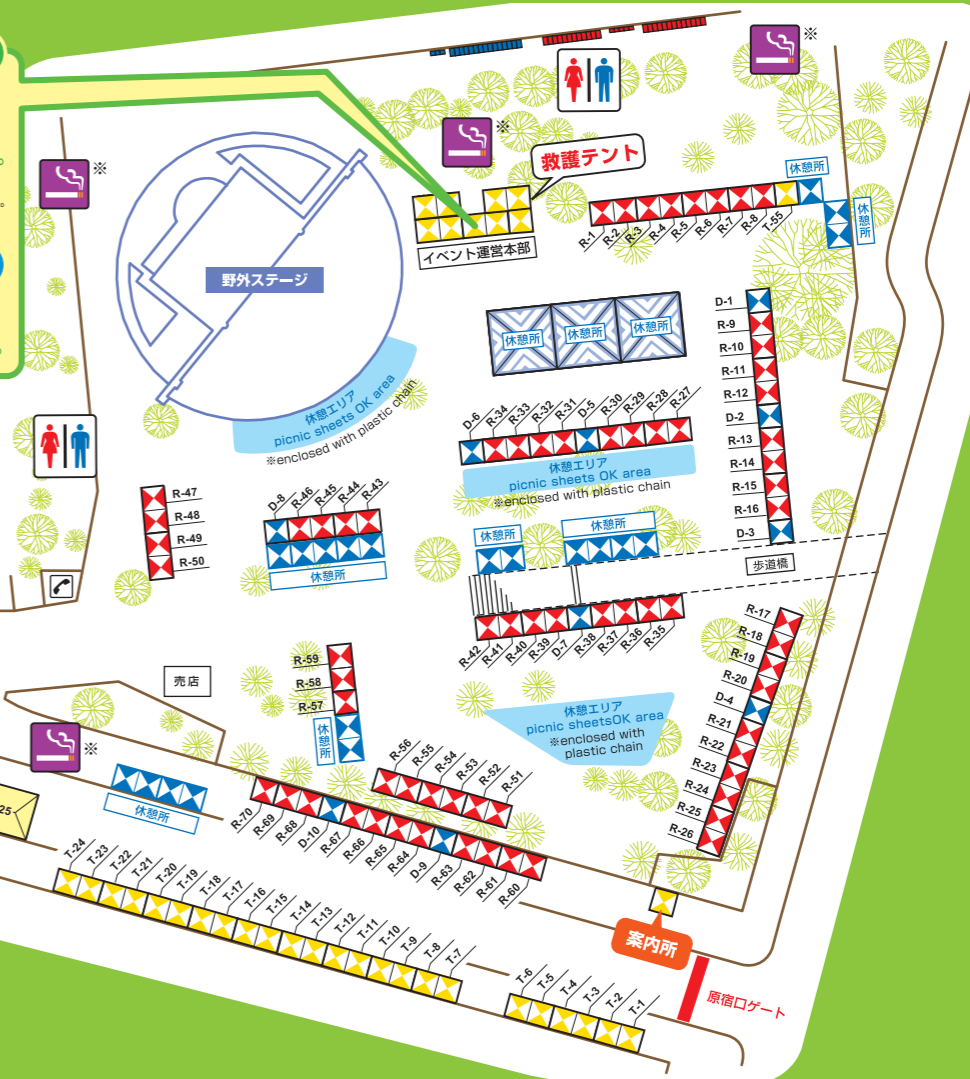 ※
※
※
※
。
。
救護テント
イベント運営本部
野外ステージ
R-1
R-2
R-3
R-4
R-5
R-6
R-7
R-8
T-55
休憩所
休憩所
休憩所
休憩所
休憩所
D-1
R-9
R-10
R-11
R-12
D-2
R-13
R-14
R-15
R-16
D-3
歩道橋
休憩エリア
picnic sheets OK area
※enclosed with plastic chain
D-6
R-34
R-33
R-32
R-31
D-5
R-30
R-29
R-28
R-27
休憩エリア
picnic sheets OK area
※enclosed with plastic chain
R-47
R-48
R-49
R-50
D-8
R-46
R-45
R-44
R-43
休憩所
休憩所
休憩所
R-42
R-41
R-40
R-39
D-7
R-38
R-37
R-36
R-35
R-17
R-18
R-19
R-20
D-4
R-21
R-22
R-23
R-24
R-25
R-26
売店
R-59
R-58
R-57
休憩所
休憩エリア
picnic sheetsOK area
※enclosed with
plastic chain
R-56
R-55
R-54
R-53
R-52
R-51
休憩所
25
R-70
R-69
R-68
D-10
R-67
R-66
R-65
R-64
D-9
R-63
R-62
R-61
R-60
T-24
T-23
T-22
T-21
T-20
T-19
T-18
T-17
T-16
T-15
T-14
T-13
T-12
T-11
T-10
T-9
T-8
T-7
T-6
T-5
T-4
T-3
T-2
T-1
案内所
原宿口ゲート